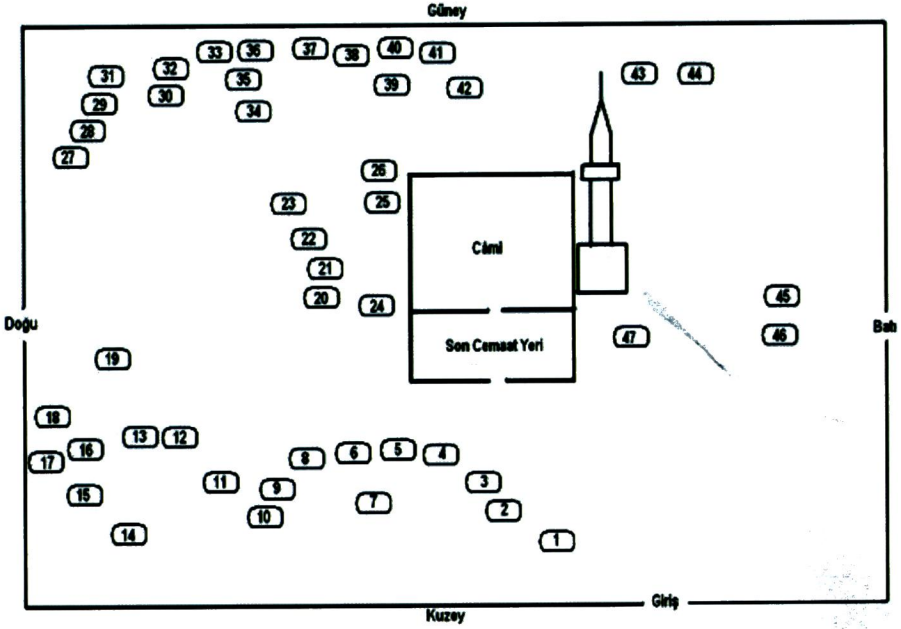 Güney
33 36 37 38 40 41
31 32 35 39 42 43 44
29 30 34
28
27
26
23 25
22 Câmi
21
20 24 45
Doğu Batı
Son Cemaat Yeri 47 46
19
18
13 12
17 16 8 6 5 4
11 9 3
15 10 7 2
14 1
Giriş
Kuzey